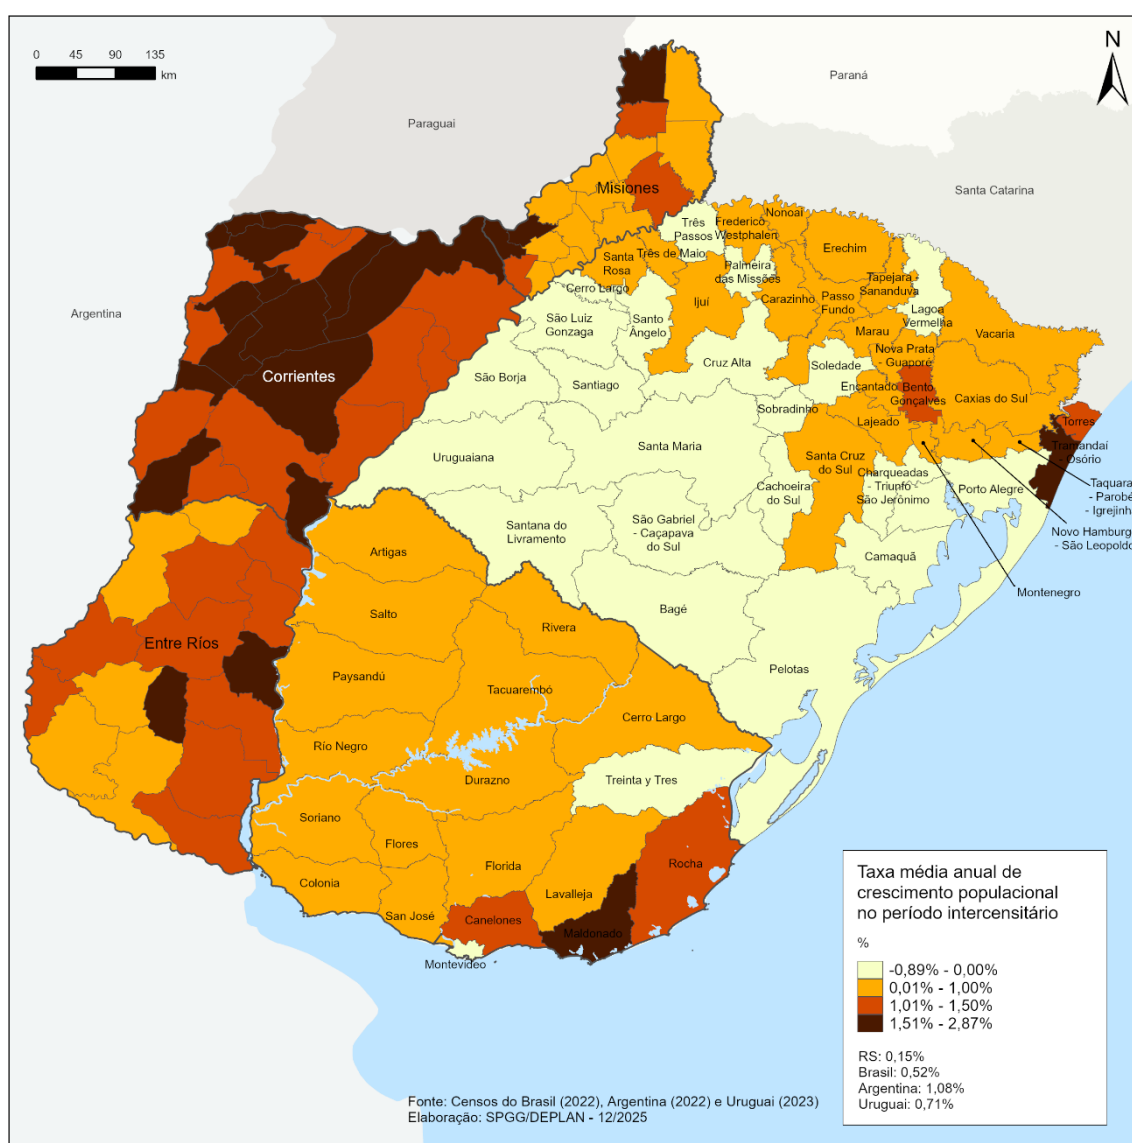 0 45 90 135
km
N
Paraná
Paraguai
Santa Catarina
Argentina
Misiones
Três
Passos
Frederico
Westphalen
Nonoai
Erechim
Santa
Rosa
Três de Maio
Palmeira
das Missões
Tapejara -
Sananduva
Cerro Largo
Ijuí
Carazinho
Passo
Fundo
Lagoa
Vermelha
São Luiz
Gonzaga
Santo
Ângelo
Marau
Vacaria
Nova Prata
- Guaporé
Cruz Alta
Soledade
Corrientes
São Borja
Santiago
Encantado
Bento
Gonçalves
Caxias do Sul
Sobradinho
Lajeado
Torres
Santa Maria
Tramandaí
- Osório
Uruguaiana
Santa Cruz
do Sul
Charqueadas
- Triunfo -
São Jerônimo
Cachoeira
do Sul
Porto Alegre
Taquara
- Parobé
- Igrejinha
Santana do
Livramento
São Gabriel
- Caçapava
do Sul
Novo Hamburgo
- São Leopoldo
Camaquã
Montenegro
Artigas
Salto
Rivera
Bagé
Entre Ríos
Pelotas
Paysandú
Tacuarembó
Cerro Largo
Río Negro
Durazno
Treinta y Tres
Soriano
Flores
Florida
Rocha
Colonia
Lavalleja
San José
Canelones
Maldonado
Montevideo
Taxa média anual de
crescimento populacional
no período intercensitário
%
-0,89% - 0,00%
0,01% - 1,00%
1,01% - 1,50%
1,51% - 2,87%
RS: 0,15%
Brasil: 0,52%
Argentina: 1,08%
Uruguai: 0,71%
Fonte: Censos do Brasil (2022), Argentina (2022) e Uruguai (2023)
Elaboração: SPGG/DEPLAN - 12/2025